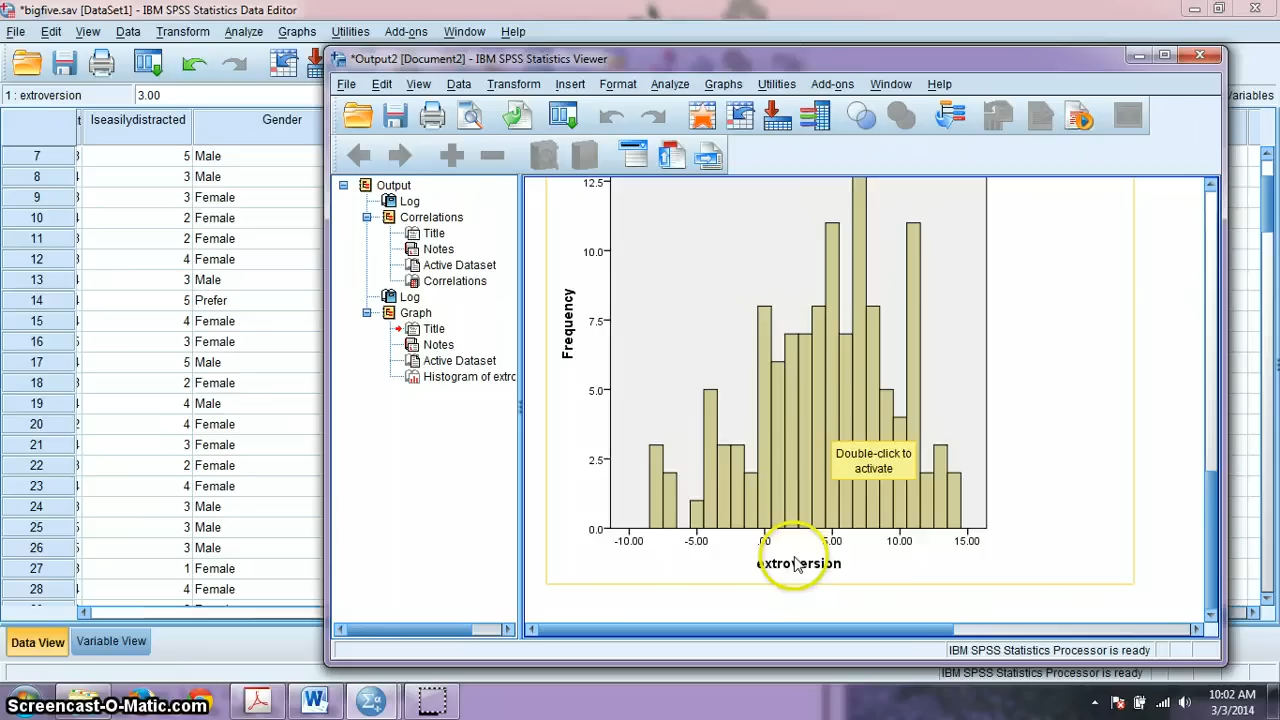 *bigfive.sav [DataSet1] - IBM SPSS Statistics Data Editor
File Edit View Data Transform Analyze Graphs Utilities Add-ons Window Help
1 : extroversion 3.00
Variables
t Iseasilydistracted Gender
7 5 Male
8 3 Male
9 3 Female
10 2 Female
11 2 Female
12 4 Female
13 3 Male
14 5 Prefer
15 4 Female
16 3 Female
17 5 Male
18 2 Female
19 4 Male
20 4 Female
21 3 Female
22 2 Female
23 4 Female
24 3 Male
25 3 Male
26 3 Male
27 1 Female
28 4 Female
Data View Variable View
*Output2 [Document2] - IBM SPSS Statistics Viewer
File Edit View Data Transform Insert Format Analyze Graphs Utilities Add-ons Window Help
Output
Log
Correlations
Title
Notes
Active Dataset
Correlations
Log
Graph
Title
Notes
Active Dataset
Histogram of extro
Frequency
12.5
10.0
7.5
5.0
2.5
0.0
Double-click to
activate
-10.00 -5.00 .00 5.00 10.00 15.00
extroversion
IBM SPSS Statistics Processor is ready
IBM SPSS Statistics Processor is ready
Screencast-O-Matic.com
10:02 AM
3/3/2014